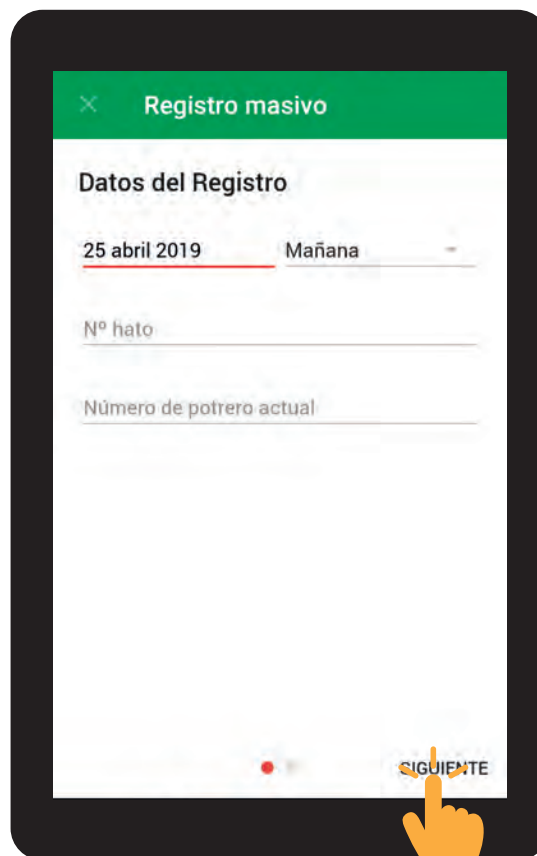 Registro masivo
Datos del Registro
25 abril 2019 Mañana
Nº hato
Número de potrero actual
SIGUIENTE